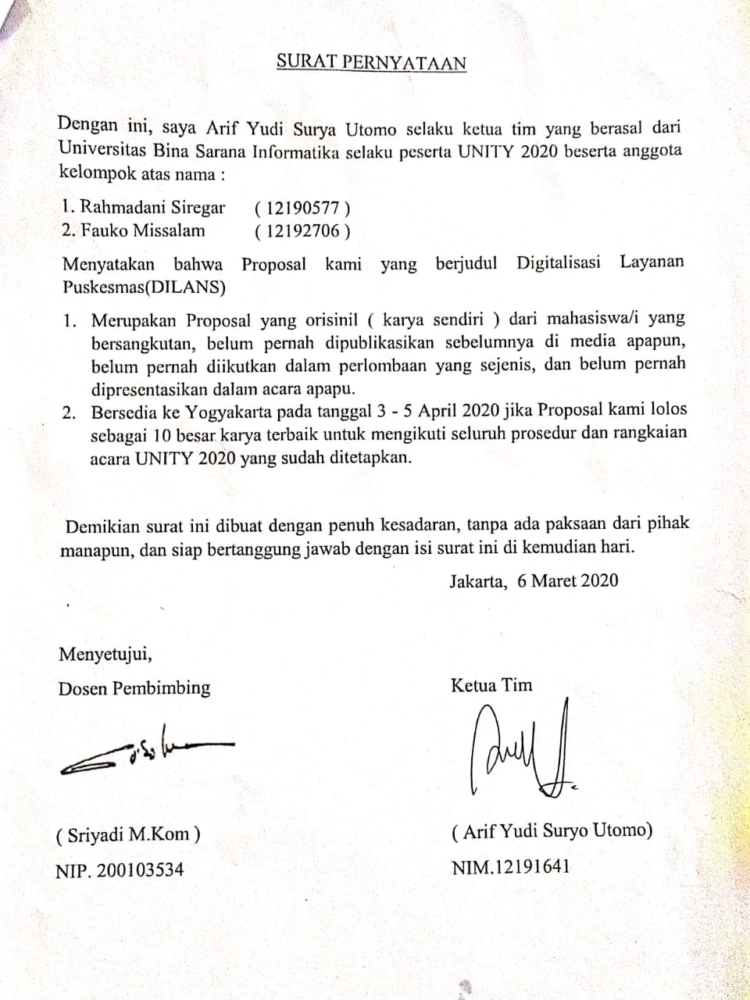 SURAT PERNYATAAN
Dengan ini, saya Arif Yudi Surya Utomo selaku ketua tim yang berasal dari
Universitas Bina Sarana Informatika selaku peserta UNITY 2020 beserta anggota
kelompok atas nama :
1. Rahmadani Siregar ( 12190577 )
2. Fauko Missalam ( 12192706 )
Menyatakan bahwa Proposal kami yang berjudul Digitalisasi Layanan
Puskesmas(DILANS)
1. Merupakan Proposal yang orisinil ( karya sendiri ) dari mahasiswa/i yang
bersangkutan, belum pernah dipublikasikan sebelumnya di media apapun,
belum pernah diikutkan dalam perlombaan yang sejenis, dan belum pernah
dipresentasikan dalam acara apapu.
2. Bersedia ke Yogyakarta pada tanggal 3 - 5 April 2020 jika Proposal kami lolos
sebagai 10 besar karya terbaik untuk mengikuti seluruh prosedur dan rangkaian
acara UNITY 2020 yang sudah ditetapkan.
Demikian surat ini dibuat dengan penuh kesadaran, tanpa ada paksaan dari pihak
manapun, dan siap bertanggung jawab dengan isi surat ini di kemudian hari.
Jakarta, 6 Maret 2020
Menyetujui,
Dosen Pembimbing
Ketua Tim
( Sriyadi M.Kom )
( Arif Yudi Suryo Utomo)
NIP. 200103534
NIM.12191641